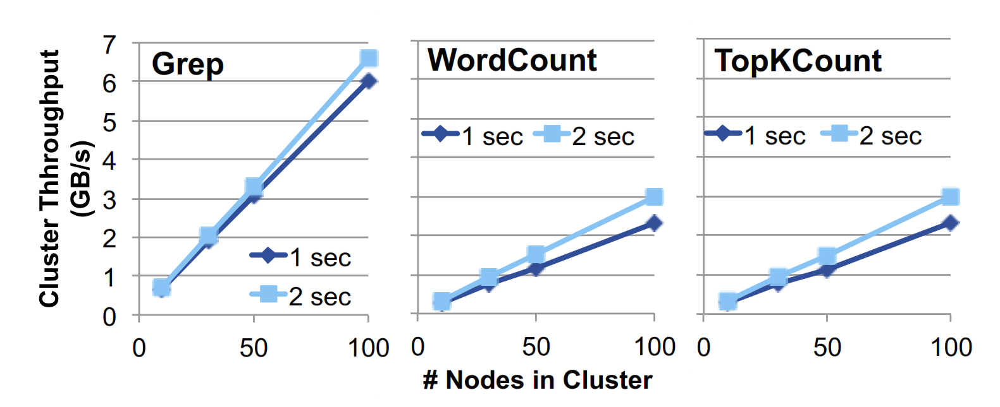 Cluster Thhroughput
(GB/s)
7
6
5
4
3
2
1
0
Grep
1 sec
2 sec
0 50 100
WordCount
1 sec 2 sec
0 50 100
TopKCount
1 sec 2 sec
0 50 100
# Nodes in Cluster